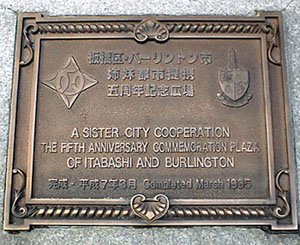 板橋区・バーリントン市
姉妹都市提携
五周年記念広場
A SISTER CITY COOPERATION
THE FIFTH ANNIVERSARY COMMEMORATION PLAZA
OF ITABASHI AND BURLINGTON
完成・平成7年3月 Completed March 1995